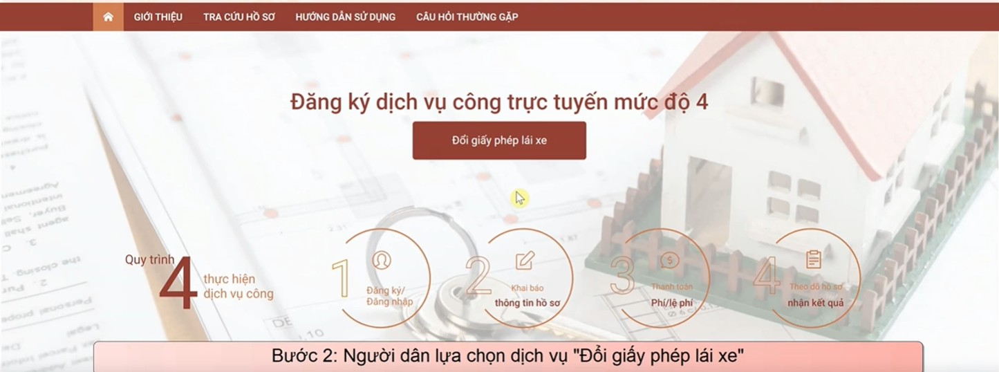 GIỚI THIỆU TRA CỨU HỒ SƠ HƯỚNG DẪN SỬ DỤNG CÂU HỎI THƯỜNG GẶP
Đăng ký dịch vụ công trực tuyến mức độ 4
Đổi giấy phép lái xe
Quy trình
4
thực hiện
dịch vụ công
1
Đăng ký/
Đăng nhập
2
Khai báo
thông tin hồ sơ
3
Thanh toán
Phí/lệ phí
4
Theo dõ hồ sơ
nhận kết quả
Bước 2: Người dân lựa chọn dịch vụ "Đổi giấy phép lái xe"